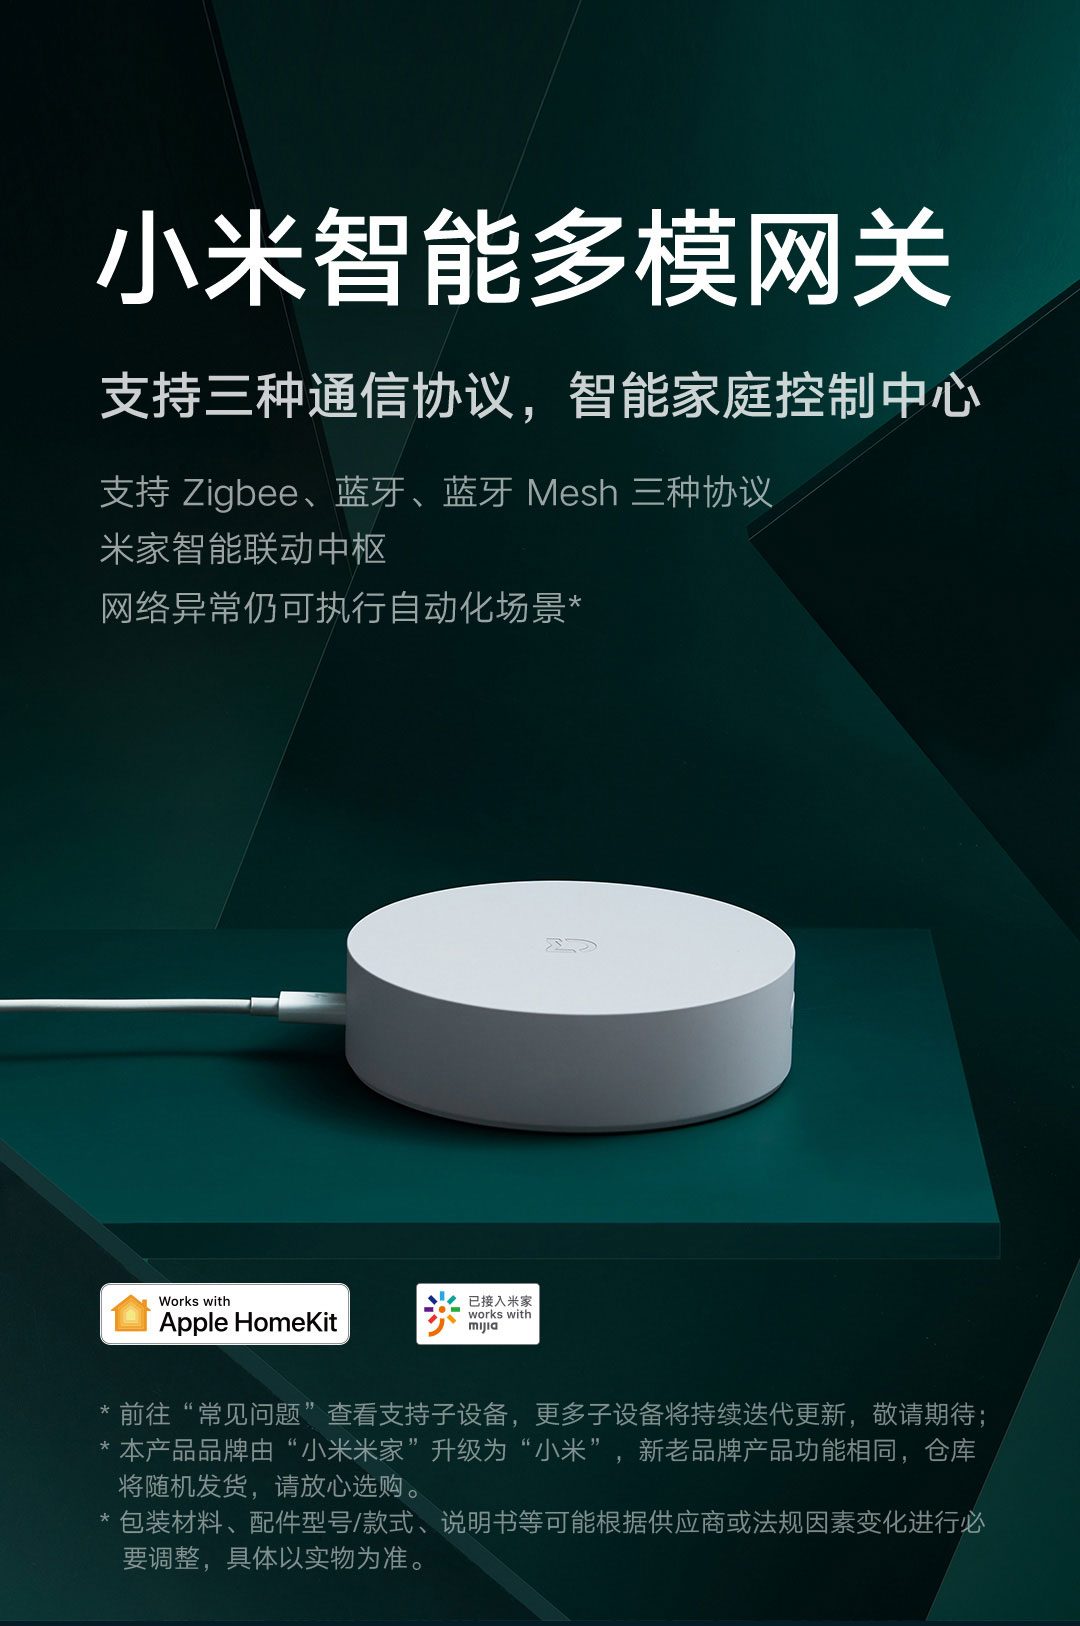 小米智能多模网关
支持三种通信协议，智能家庭控制中心
支持 Zigbee、蓝牙、蓝牙 Mesh 三种协议
米家智能联动中枢
网络异常仍可执行自动化场景*
Works with
Apple HomeKit
已接入米家
works with
mijia
* 前往“常见问题”查看支持子设备，更多子设备将持续迭代更新，敬请期待；
* 本产品品牌由“小米米家”升级为“小米”，新老品牌产品功能相同，仓库
将随机发货，请放心选购。
* 包装材料、配件型号/款式、说明书等可能根据供应商或法规因素变化进行必
要调整，具体以实物为准。